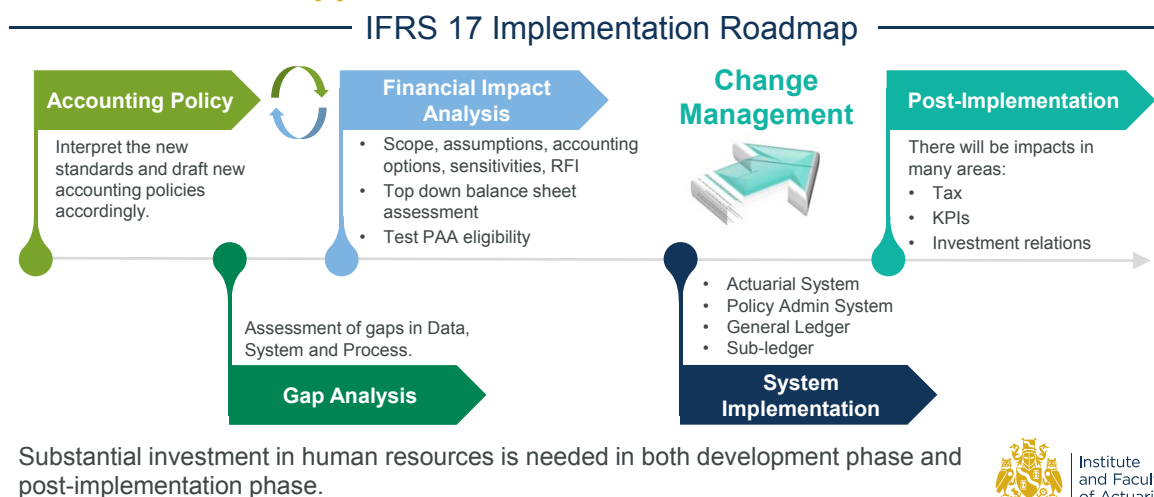 IFRS 17 Implementation Roadmap
Accounting Policy
Interpret the new
standards and draft new
accounting policies
accordingly.
Financial Impact
Analysis
• Scope, assumptions, accounting
options, sensitivities, RFI
• Top down balance sheet
assessment
• Test PAA eligibility
Change
Management
Post-Implementation
There will be impacts in
many areas:
• Tax
• KPIs
• Investment relations
Assessment of gaps in Data,
System and Process.
Gap Analysis
• Actuarial System
• Policy Admin System
• General Ledger
• Sub-ledger
System
Implementation
Substantial investment in human resources is needed in both development phase and
post-implementation phase.
Institute
and